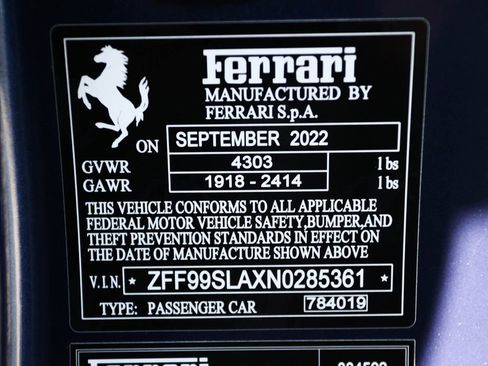 Ferrari
MANUFACTURED BY
FERRARI S.p.A.
ON SEPTEMBER 2022
GVWR 4303 lbs
GAWR 1918 - 2414 lbs
THIS VEHICLE CONFORMS TO ALL APPLICABLE
FEDERAL MOTOR VEHICLE SAFETY,BUMPER,AND
THEFT PREVENTION STANDARDS IN EFFECT ON
THE DATE OF MANUFACTURE SHOWN ABOVE
V.I.N. * ZFF99SLAXN0285361 *
TYPE: PASSENGER CAR 784019
Ferrari